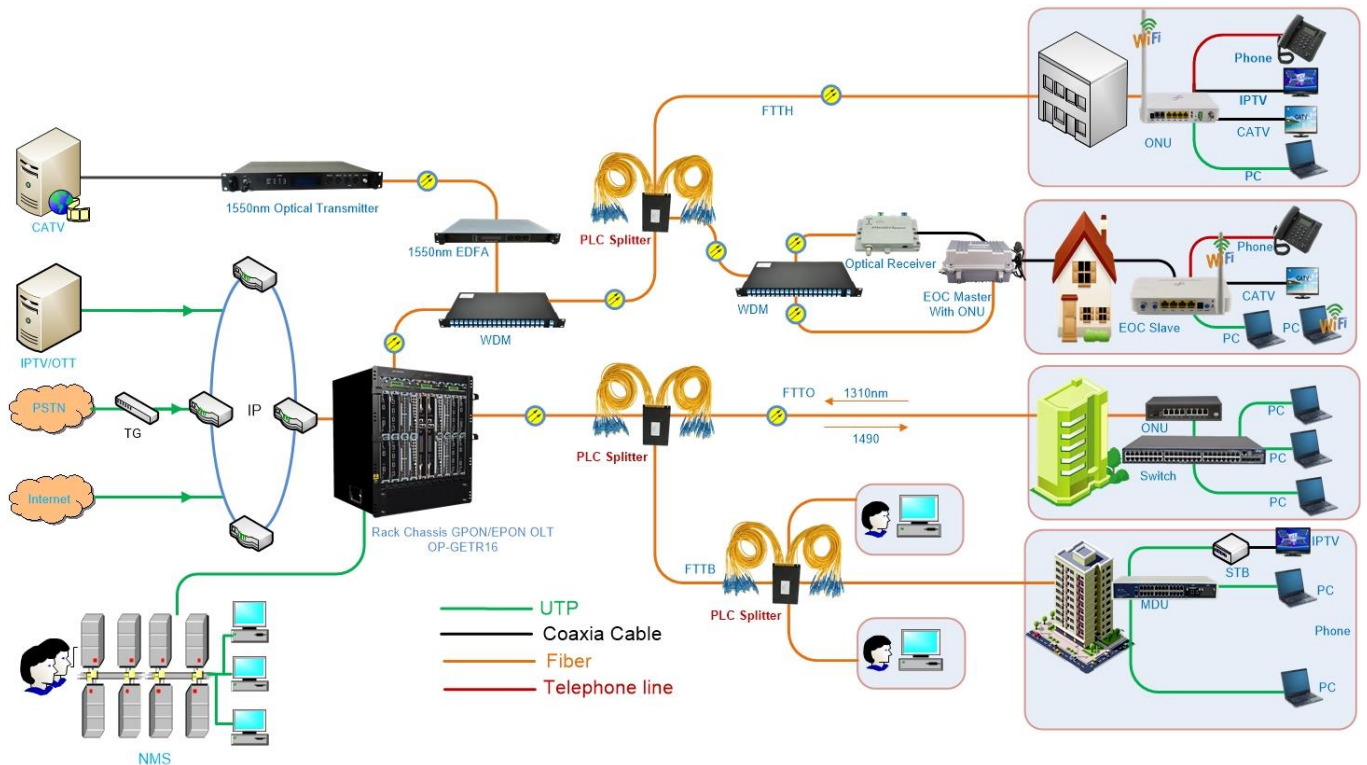 WiFi
Phone
IPTV
CATV
PC
ONU
FTTH
CATV
1550nm Optical Transmitter
PLC Splitter
1550nm EDFA
WDM
Optical Receiver
WDM
EOC Master
With ONU
Phone
WiFi
CATV
EOC Slave
PC
PC
WiFi
IPTV/OTT
PSTN
TG
IP
Internet
Rack Chassis GPON/EPON OLT
OP-GETR16
PLC Splitter
FTTO
1310nm
1490
ONU
Switch
PC
PC
PC
FTTB
PLC Splitter
IPTV
STB
MDU
PC
Phone
PC
NMS
UTP
Coaxia Cable
Fiber
Telephone line